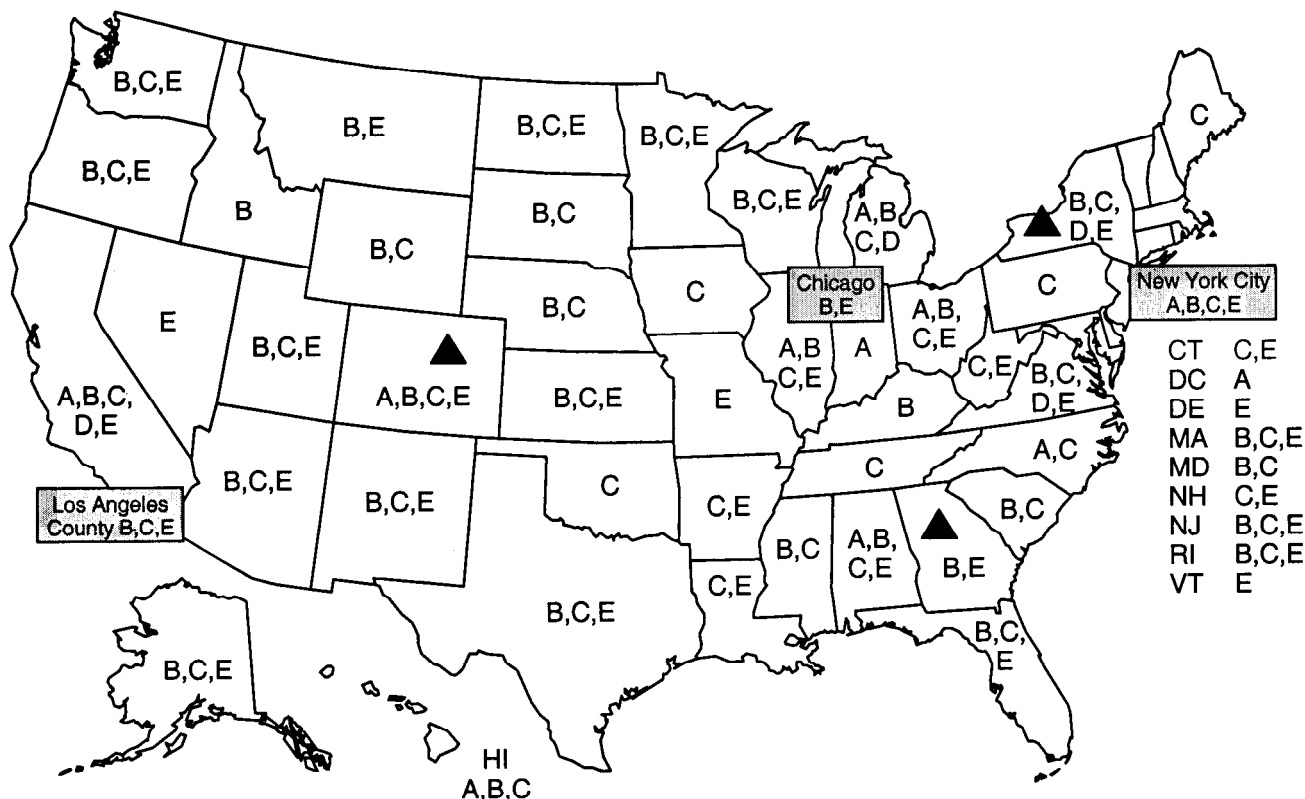 B,C,E
B,E
B,C,E
B,C,E
C
B,C,E
B
B,C
B,C,E
A,B
C,D
B,C,
D,E
B,C
Chicago
B,E
New York City
A,B,C,E
E
B,C,E
B,C
C
A,B,
C,E
C
A,B,C,
D,E
A,B,C,E
B,C,E
E
A,B
C,E
A
B
C,E
B,C,
D,E
CT C,E
DC A
DE E
MA B,C,E
MD B,C
NH C,E
NJ B,C,E
RI B,C,E
VT E
Los Angeles
County B,C,E
B,C,E
B,C,E
C
C,E
C
A,C
B,C
B,C
A,B,
C,E
B,E
B,C,E
C,E
B,C,
E
B,C,E
HI
A,B,C